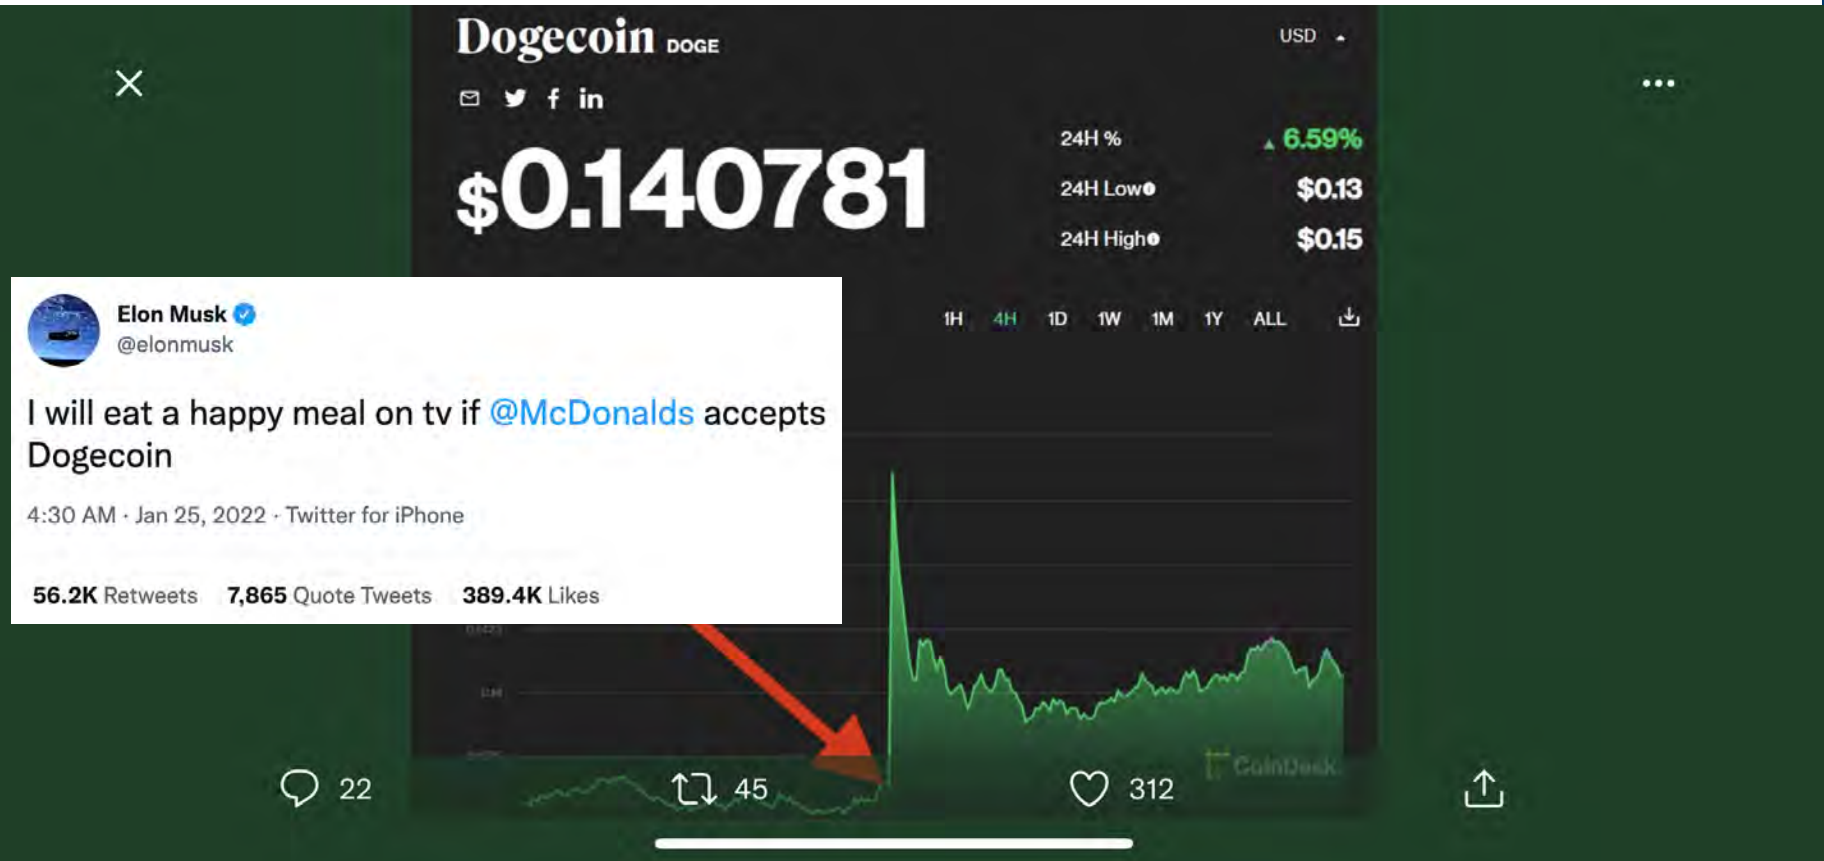 Dogecoin DOGE
USD
$0.140781
24H % 6.59%
24H Low $0.13
24H High $0.15
1H 4H 1D 1W 1M 1Y ALL
Elon Musk
@elonmusk
I will eat a happy meal on tv if @McDonalds accepts
Dogecoin
4:30 AM · Jan 25, 2022 · Twitter for iPhone
56.2K Retweets 7,865 Quote Tweets 389.4K Likes
CoinDesk
22 45 312